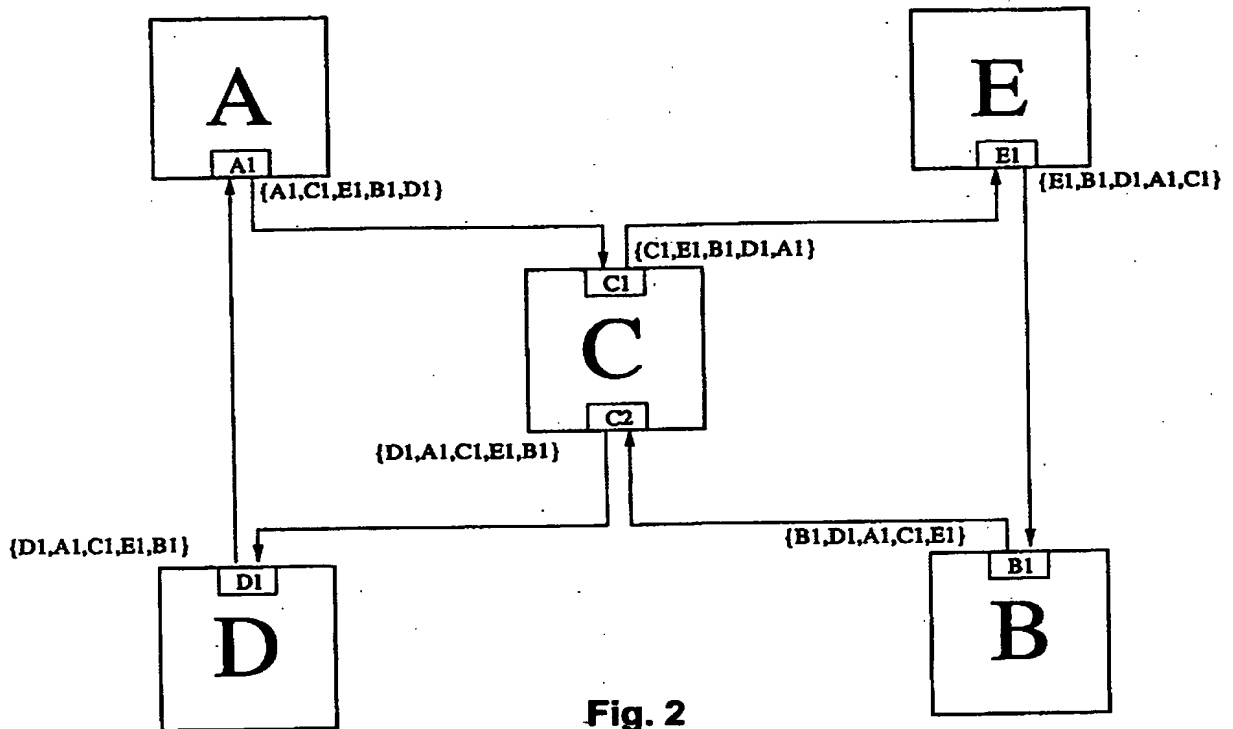 A
E
A1
E1
{A1,C1,E1,B1,D1}
{E1,B1,D1,A1,C1}
{C1,E1,B1,D1,A1}
C1
C
C2
{D1,A1,C1,E1,B1}
{D1,A1,C1,E1,B1}
{B1,D1,A1,C1,E1}
D1
B1
D
B
Fig. 2